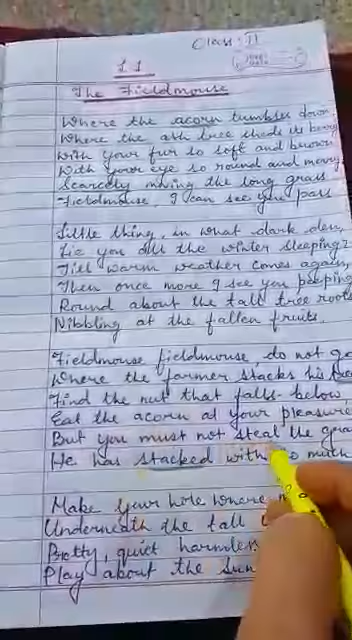 Class: II
L1
The Fieldmouse
Where the acorn tumbles down
Where the ash tree sheds its berry
With your fur so soft and brown
With your eye so round and merry
Scarcely moving the long grass
Fieldmouse, I can see you pass
Little thing, in what dark den,
Lie you all the winter sleeping?
Till warm weather comes again,
Then once more I see you peeping
Round about the tall tree roots
Nibbling at the fallen fruits.
Fieldmouse fieldmouse, do not go
Where the farmer stacks his
Find the nut that falls below,
Eat the acorn at your pleasure
But you must not steal the gra
He has stacked with so much
Make your hole where
Underneath the tall
Pretty, quiet harmless
Play about the sun